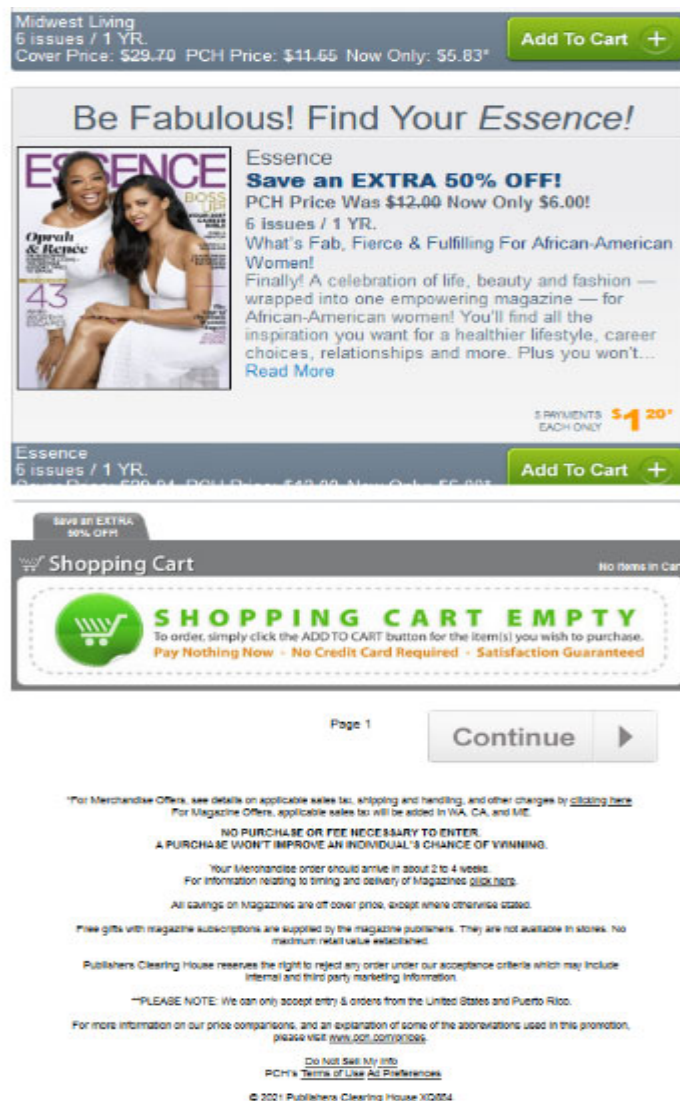 Midwest Living
6 issues / 1 YR.
Cover Price: $29.70 PCH Price: $11.65 Now Only: $5.83*
Add To Cart +
Be Fabulous! Find Your Essence!
ESSENCE
BOSS
UP!
Oprah
& Renée
43
Essence
Save an EXTRA 50% OFF!
PCH Price Was $12.00 Now Only $6.00!
6 issues / 1 YR.
What's Fab, Fierce & Fulfilling For African-American
Women!
Finally! A celebration of life, beauty and fashion —
wrapped into one empowering magazine — for
African-American women! You'll find all the
inspiration you want for a healthier lifestyle, career
choices, relationships and more. Plus you won't...
Read More
5 PAYMENTS
EACH ONLY
$1 20*
Essence
6 issues / 1 YR.
PCH Price: $12.00 Now Only: $6.00*
Add To Cart +
Save an EXTRA
50% OFF!
Shopping Cart
No Items in Car
SHOPPING CART EMPTY
To order, simply click the ADD TO CART button for the item(s) you wish to purchase.
Pay Nothing Now - No Credit Card Required - Satisfaction Guaranteed
Page 1
Continue
*For Merchandise Offers, see details on applicable sales tax, shipping and handling, and other charges by clicking here
For Magazine Offers, applicable sales tax will be added in WA, CA, and ME.
NO PURCHASE OR FEE NECESSARY TO ENTER.
A PURCHASE WON'T IMPROVE AN INDIVIDUAL'S CHANCE OF WINNING.
Your Merchandise order should arrive in about 2 to 4 weeks.
For information relating to timing and delivery of Magazines click here.
All savings on Magazines are off cover price, except where otherwise stated.
Free gifts with magazine subscriptions are supplied by the magazine publishers. They are not available in stores. No
maximum retail value established.
Publishers Clearing House reserves the right to reject any order under our acceptance criteria which may include
internal and third party marketing information.
**PLEASE NOTE: We can only accept entry & orders from the United States and Puerto Rico.
For more information on our price comparisons, and an explanation of some of the abbreviations used in this promotion,
please visit www.pch.com/prices.
Do Not Sell My Info
PCH's Terms of Use Ad Preferences
© 2021 Publishers Clearing House XQ654